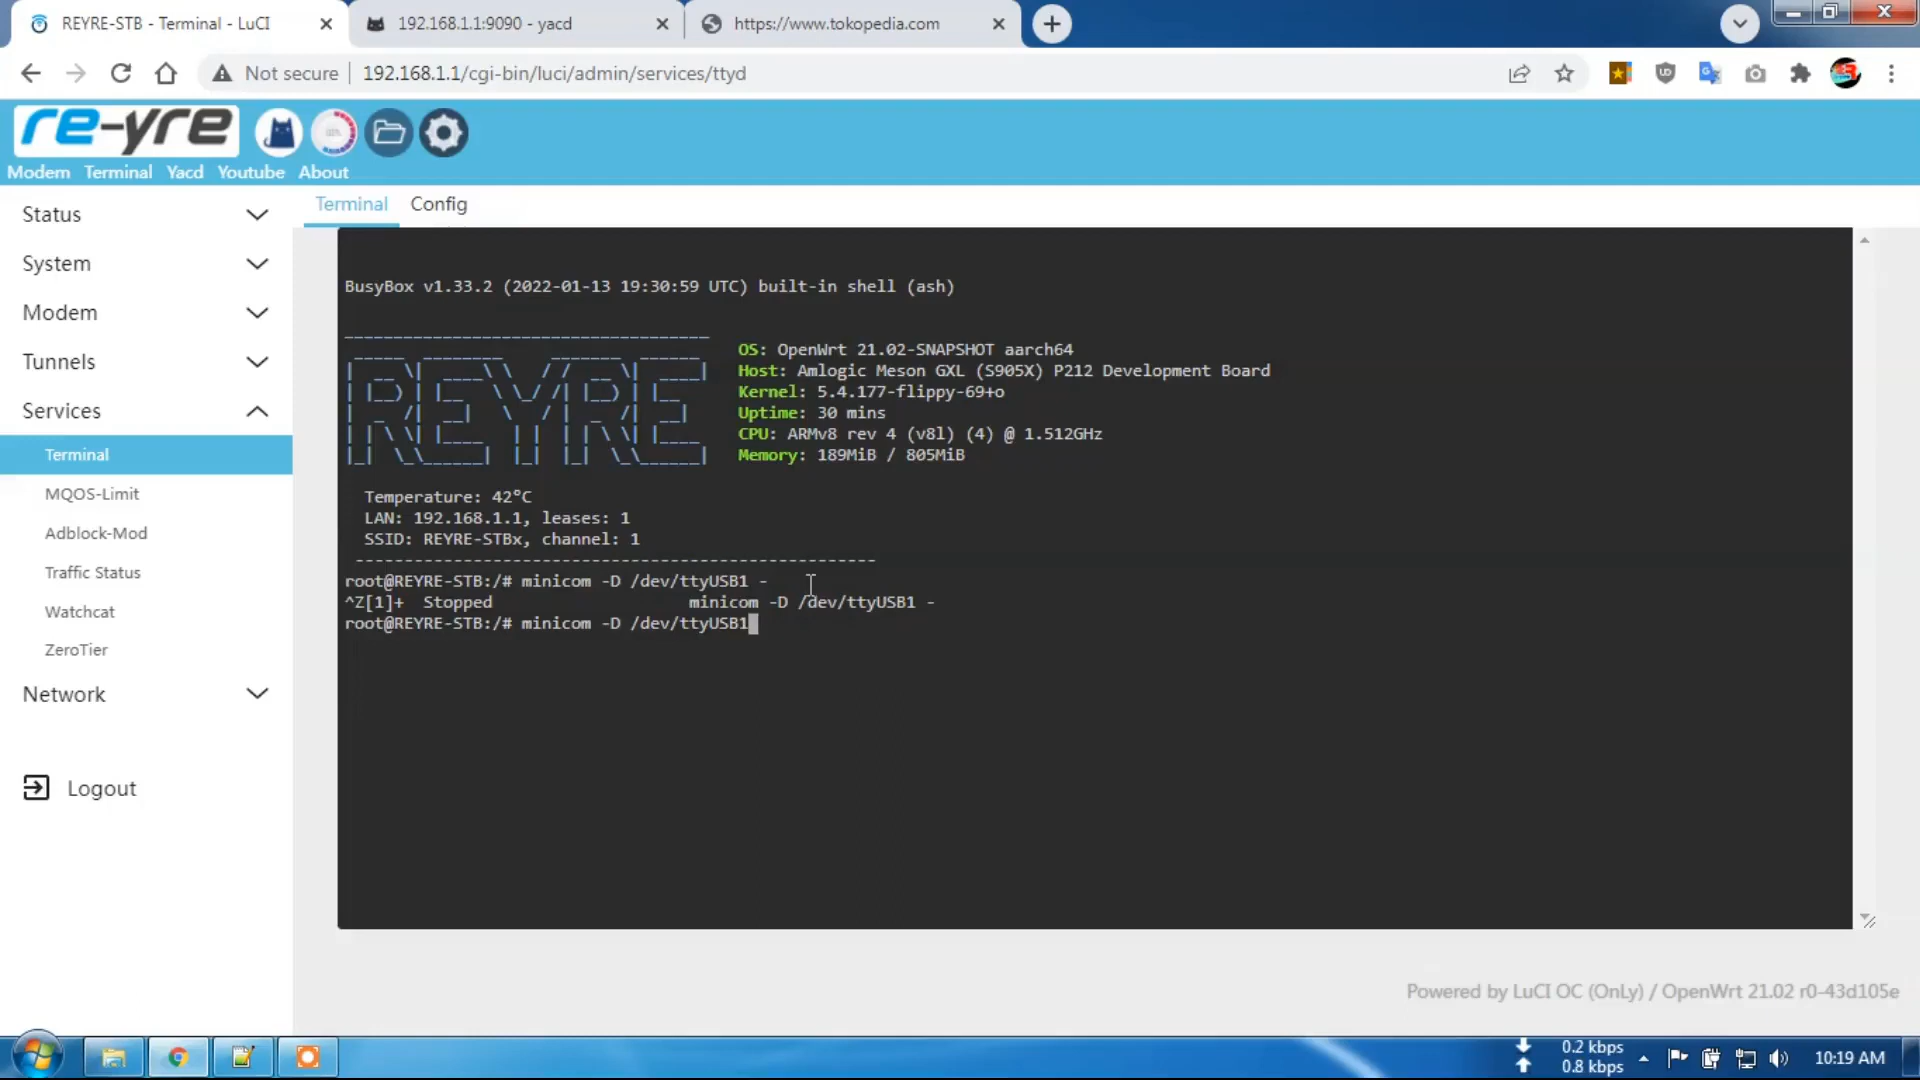 REYRE-STB - Terminal - LuCI
192.168.1.1:9090 - yacd
https://www.tokopedia.com
Not secure
192.168.1.1/cgi-bin/luci/admin/services/ttyd
re-yre
Modem Terminal Yacd Youtube About
Status
System
Modem
Tunnels
Services
Terminal
MQOS-Limit
Adblock-Mod
Traffic Status
Watchcat
ZeroTier
Network
Logout
Terminal Config
BusyBox v1.33.2 (2022-01-13 19:30:59 UTC) built-in shell (ash)
REYRE
OS: OpenWrt 21.02-SNAPSHOT aarch64
Host: Amlogic Meson GXL (S905X) P212 Development Board
Kernel: 5.4.177-flippy-69+o
Uptime: 30 mins
CPU: ARMv8 rev 4 (v8l) (4) @ 1.512GHz
Memory: 189MiB / 805MiB
Temperature: 42°C
LAN: 192.168.1.1, leases: 1
SSID: REYRE-STBx, channel: 1
-----------------------------------------------------
root@REYRE-STB:/# minicom -D /dev/ttyUSB1 -
^Z[1]+  Stopped                    minicom -D /dev/ttyUSB1 -
root@REYRE-STB:/# minicom -D /dev/ttyUSB1
Powered by LuCI OC (OnLy) / OpenWrt 21.02 r0-43d105e
0.2 kbps
0.8 kbps
10:19 AM